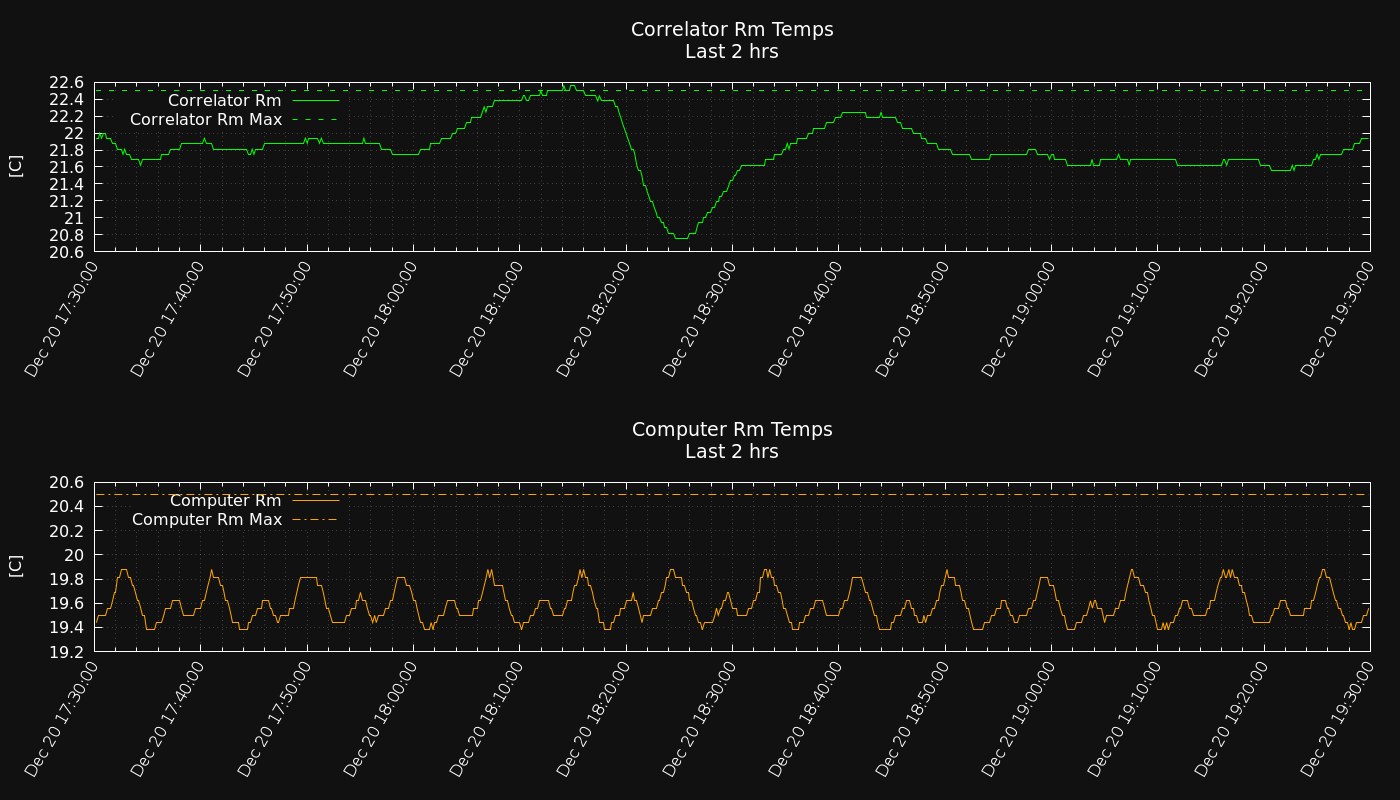 Correlator Rm Temps
Last 2 hrs
22.6
22.4
22.2
22
21.8
21.6
21.4
21.2
21
20.8
20.6
[C]
Correlator Rm
Correlator Rm Max
Dec 20 17:30:00
Dec 20 17:40:00
Dec 20 17:50:00
Dec 20 18:00:00
Dec 20 18:10:00
Dec 20 18:20:00
Dec 20 18:30:00
Dec 20 18:40:00
Dec 20 18:50:00
Dec 20 19:00:00
Dec 20 19:10:00
Dec 20 19:20:00
Dec 20 19:30:00
Computer Rm Temps
Last 2 hrs
20.6
20.4
20.2
20
19.8
19.6
19.4
19.2
[C]
Computer Rm
Computer Rm Max
Dec 20 17:30:00
Dec 20 17:40:00
Dec 20 17:50:00
Dec 20 18:00:00
Dec 20 18:10:00
Dec 20 18:20:00
Dec 20 18:30:00
Dec 20 18:40:00
Dec 20 18:50:00
Dec 20 19:00:00
Dec 20 19:10:00
Dec 20 19:20:00
Dec 20 19:30:00